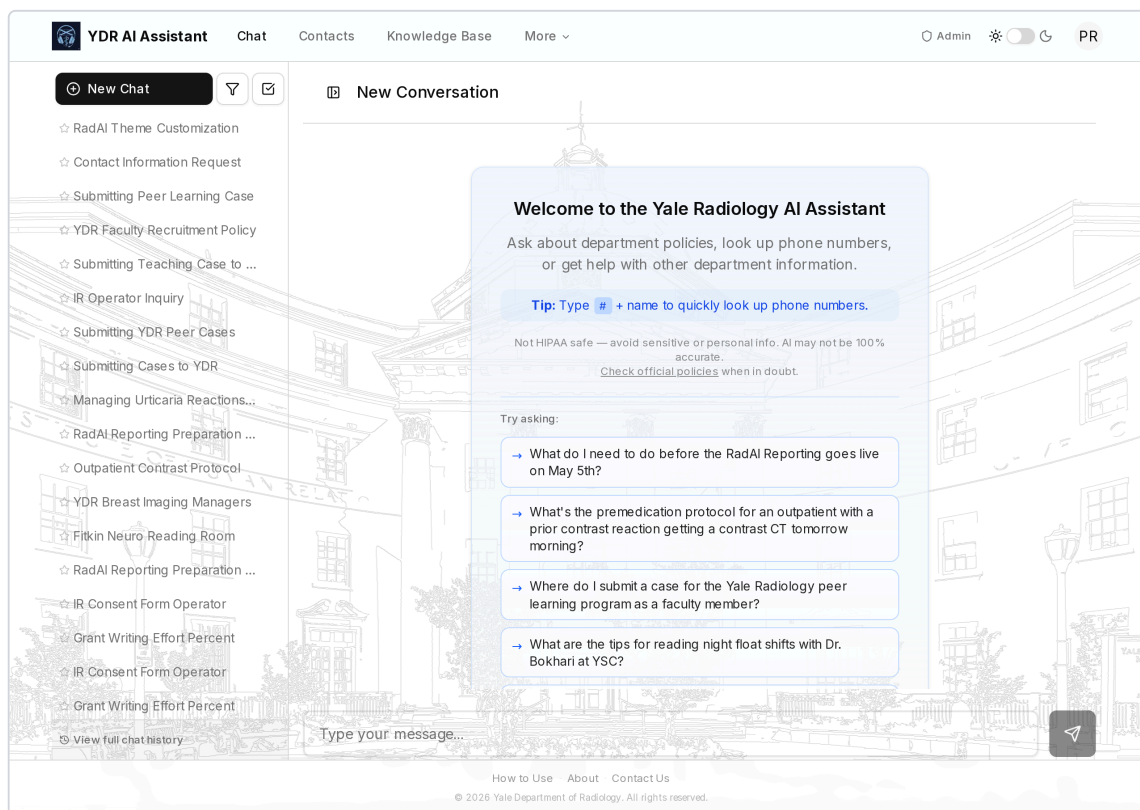 YDR AI Assistant
Chat
Contacts
Knowledge Base
More
Admin
PR
New Chat
RadAI Theme Customization
Contact Information Request
Submitting Peer Learning Case
YDR Faculty Recruitment Policy
Submitting Teaching Case to ...
IR Operator Inquiry
Submitting YDR Peer Cases
Submitting Cases to YDR
Managing Urticaria Reactions...
RadAI Reporting Preparation ...
Outpatient Contrast Protocol
YDR Breast Imaging Managers
Fitkin Neuro Reading Room
RadAI Reporting Preparation ...
IR Consent Form Operator
Grant Writing Effort Percent
IR Consent Form Operator
Grant Writing Effort Percent
View full chat history
New Conversation
Welcome to the Yale Radiology AI Assistant
Ask about department policies, look up phone numbers,
or get help with other department information.
Tip: Type # + name to quickly look up phone numbers.
Not HIPAA safe — avoid sensitive or personal info. AI may not be 100%
accurate.
Check official policies when in doubt.
Try asking:
→ What do I need to do before the RadAI Reporting goes live
on May 5th?
→ What's the premedication protocol for an outpatient with a
prior contrast reaction getting a contrast CT tomorrow
morning?
→ Where do I submit a case for the Yale Radiology peer
learning program as a faculty member?
→ What are the tips for reading night float shifts with Dr.
Bokhari at YSC?
Type your message...
How to Use · About · Contact Us
© 2026 Yale Department of Radiology. All rights reserved.